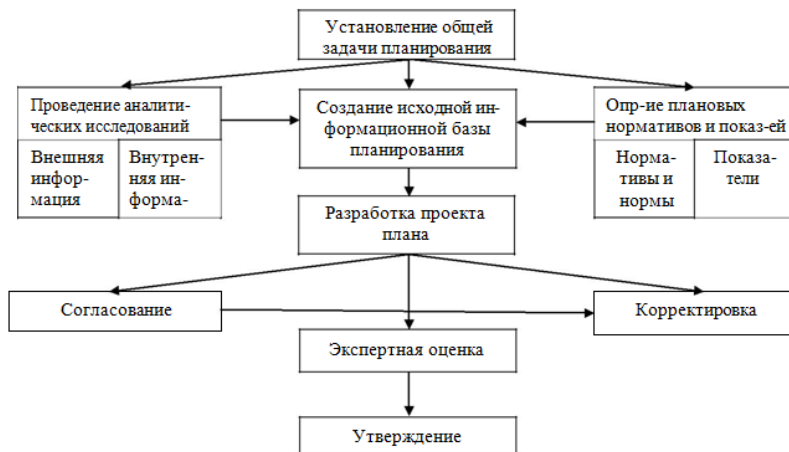 Установление общей
задачи планирования
Проведение аналити-
ческих исследований
Внешняя
инфор-
мация
Внутрен-
няя ин-
форма-
Создание исходной ин-
формационной базы
планирования
Опр-ие плановых
нормативов и показ-ей
Норма-
тивы и
нормы
Показа-
тели
Разработка проекта
плана
Согласование
Корректировка
Экспертная оценка
Утверждение